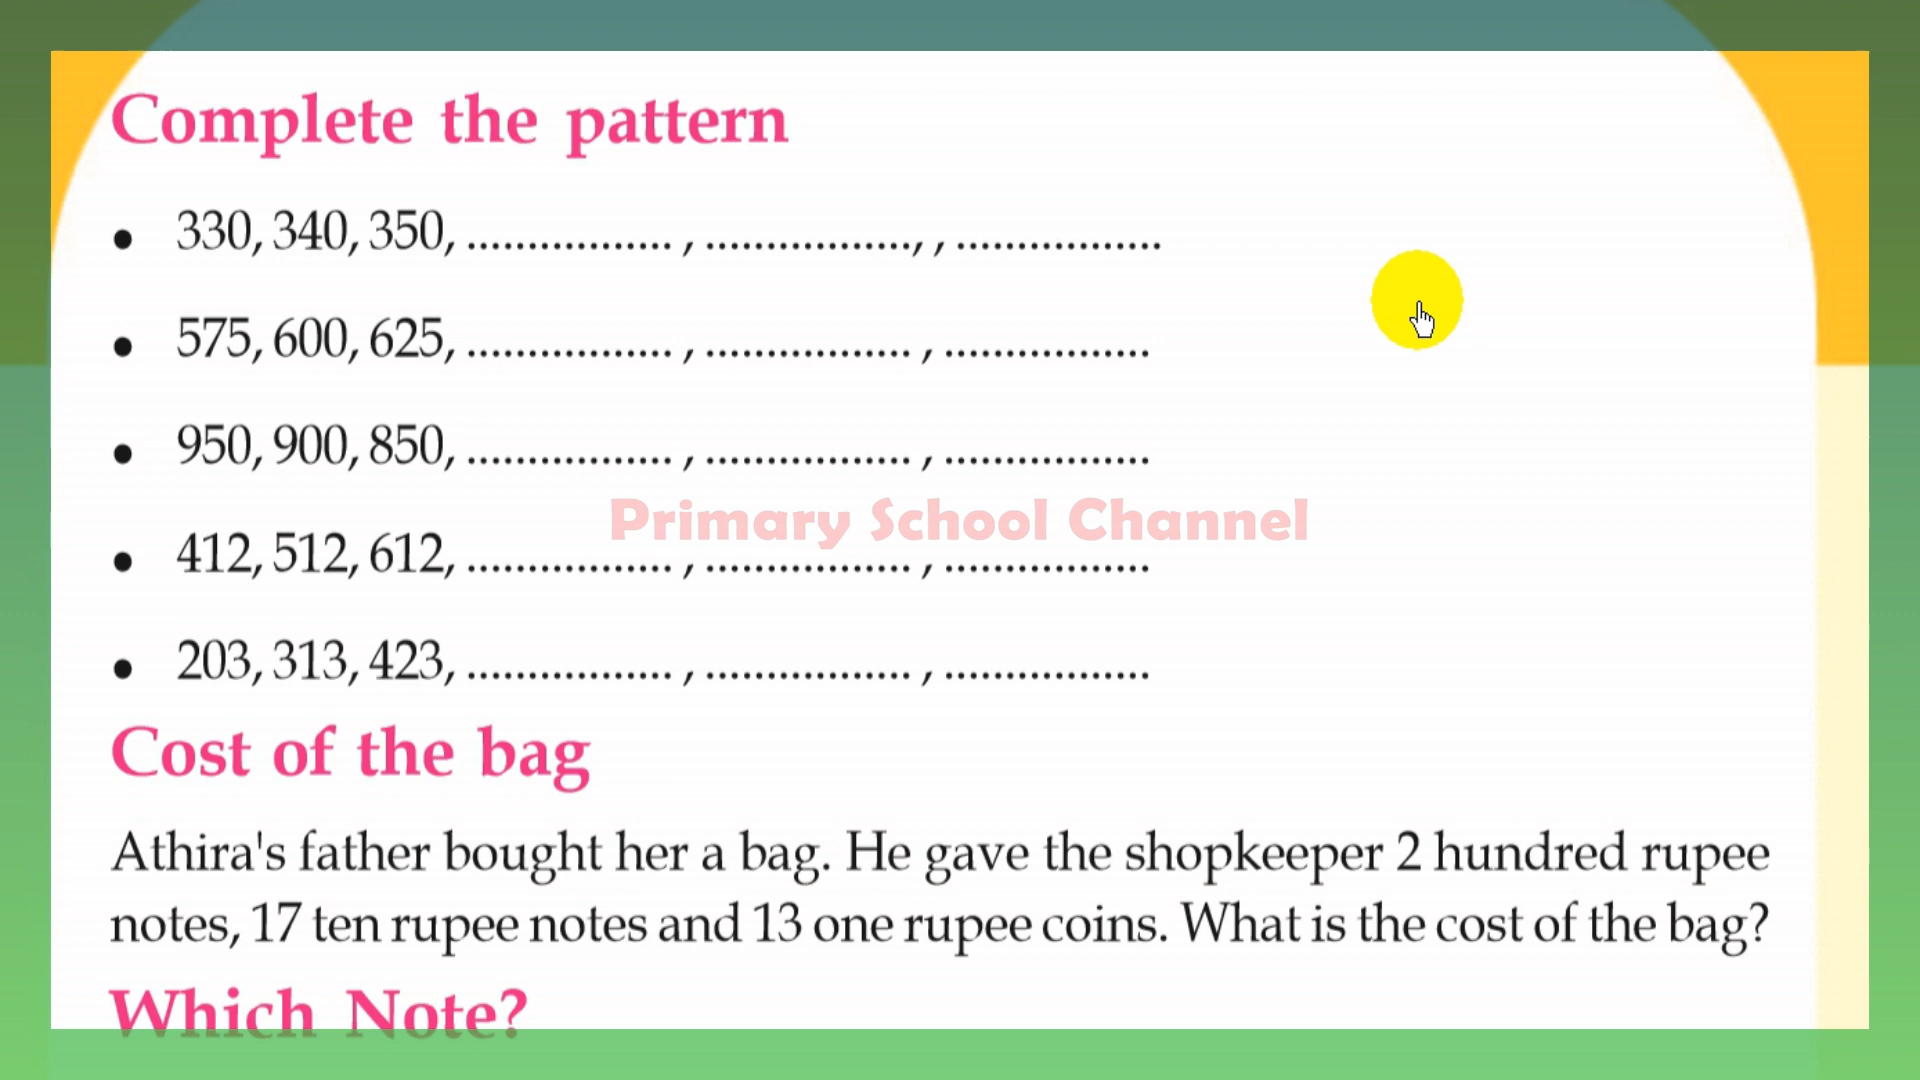 Complete the pattern
• 330, 340, 350, ................. , ................., , .................
• 575, 600, 625, ................. , ................. , .................
• 950, 900, 850, ................. , ................. , .................
Primary School Channel
• 412, 512, 612, ................. , ................. , .................
• 203, 313, 423, ................. , ................. , .................
Cost of the bag
Athira's father bought her a bag. He gave the shopkeeper 2 hundred rupee
notes, 17 ten rupee notes and 13 one rupee coins. What is the cost of the bag?
Which Note?